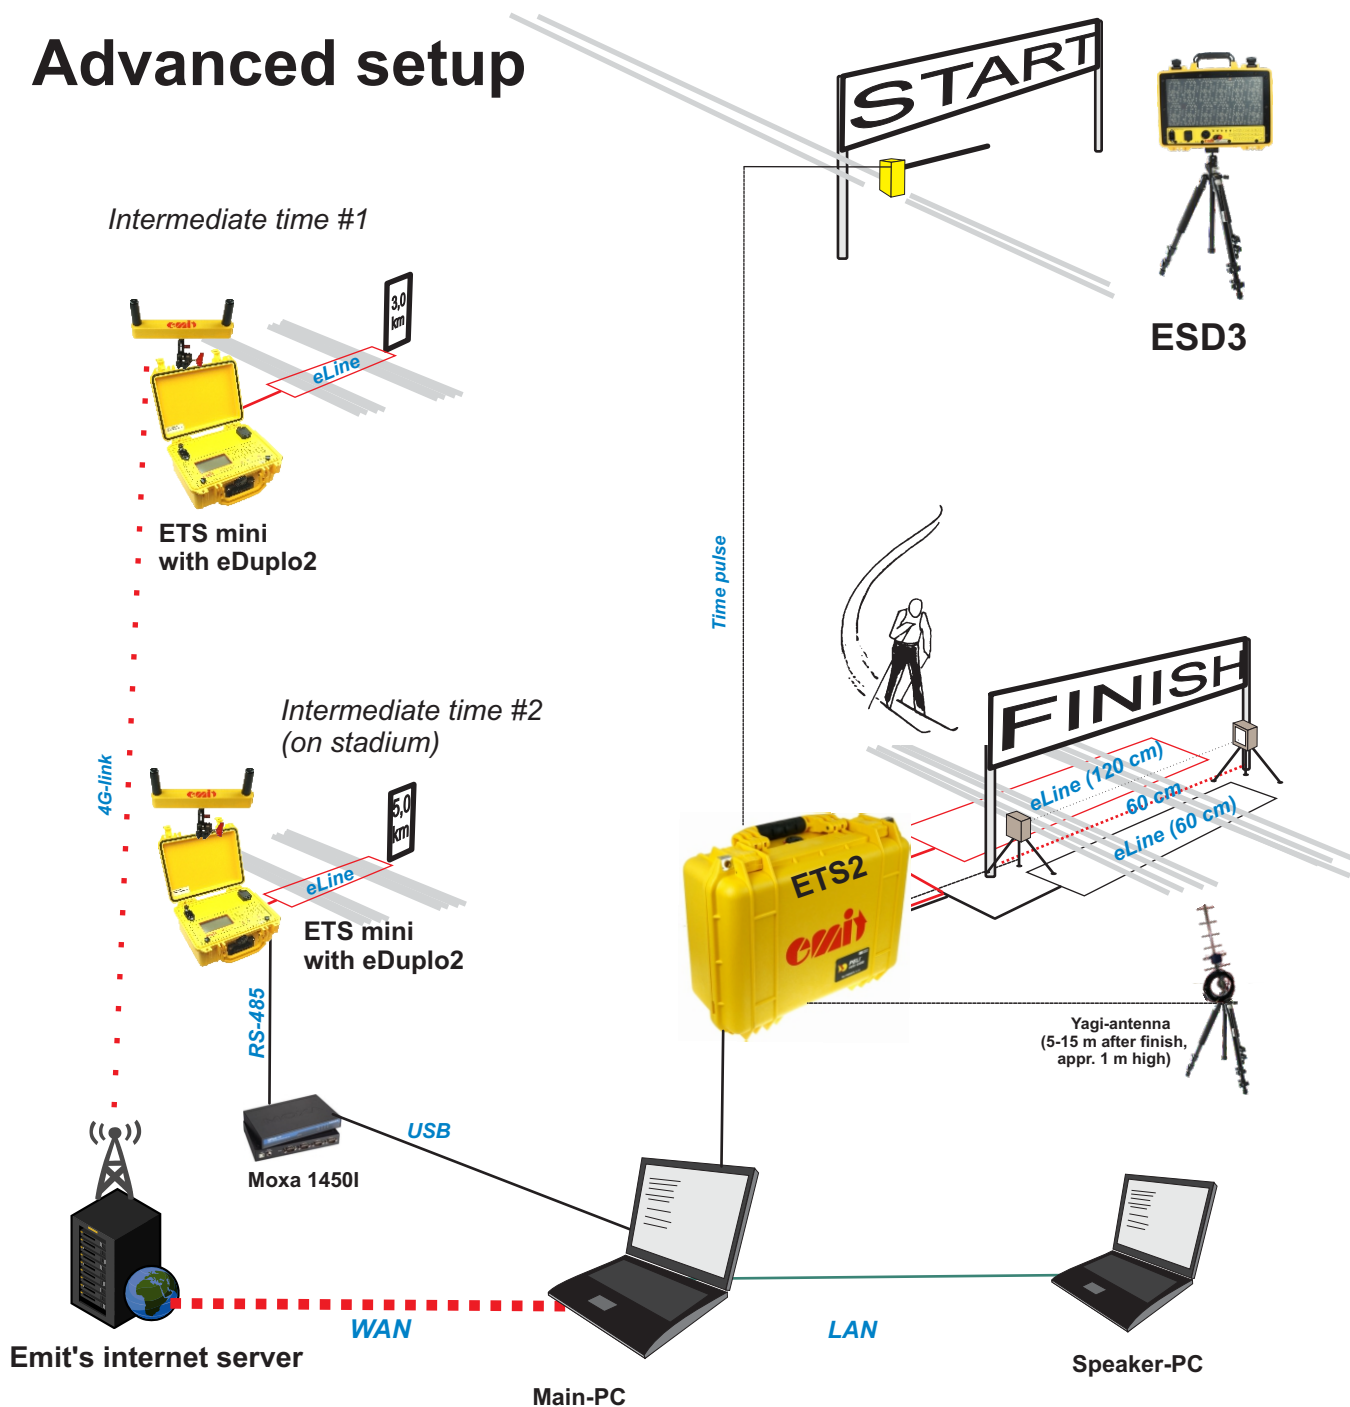 Advanced setup
START
Intermediate time #1
ESD3
3,0
km
emit
eLine
ETS mini
with eDuplo2
Time pulse
4G-link
Intermediate time #2
(on stadium)
FINISH
5,0
km
eLine (120 cm)
60 cm
eLine (60 cm)
eLine
ETS2
emit
ETS mini
with eDuplo2
RS-485
Yagi-antenna
(5-15 m after finish,
appr. 1 m high)
USB
Moxa 1450I
WAN
LAN
Emit's internet server
Speaker-PC
Main-PC